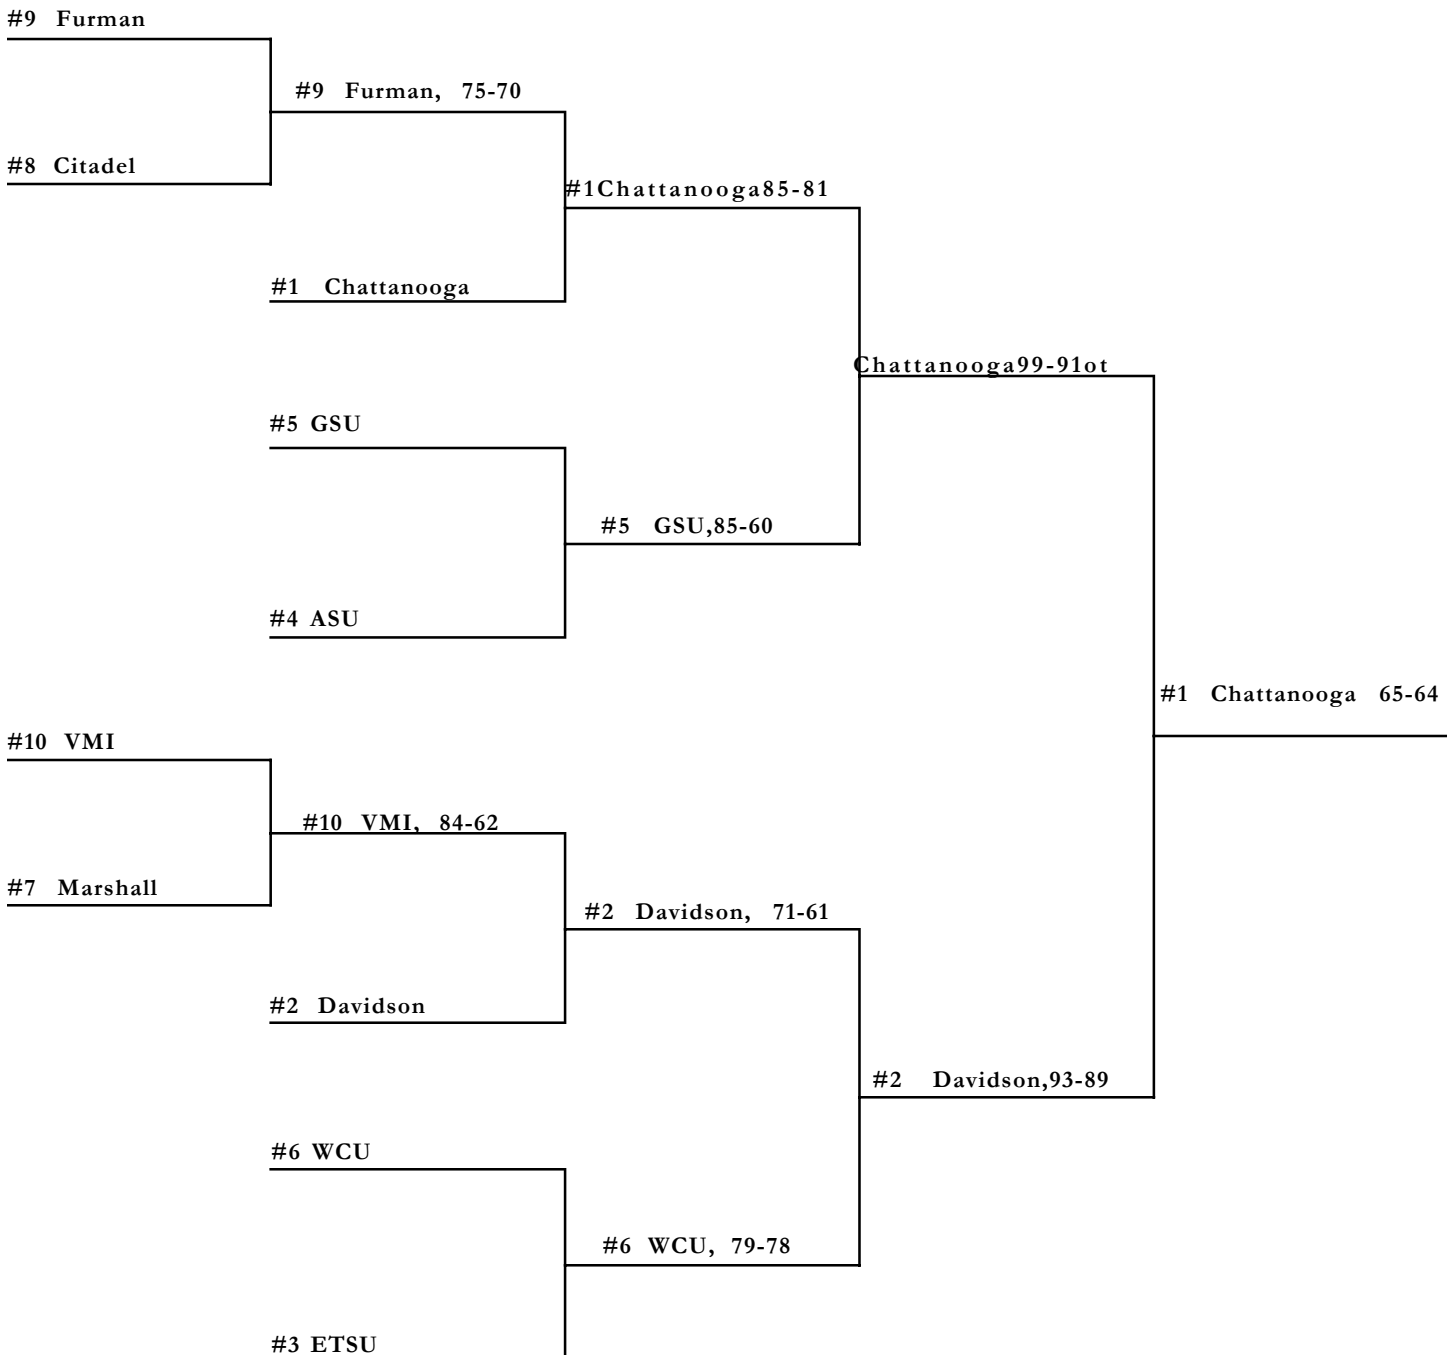 #9 Furman
#9 Furman, 75-70
#8 Citadel
#1Chattanooga85-81
#1 Chattanooga
Chattanooga99-91ot
#5 GSU
#5 GSU,85-60
#4 ASU
#1 Chattanooga 65-64
#10 VMI
#10 VMI, 84-62
#7 Marshall
#2 Davidson, 71-61
#2 Davidson
#2 Davidson,93-89
#6 WCU
#6 WCU, 79-78
#3 ETSU